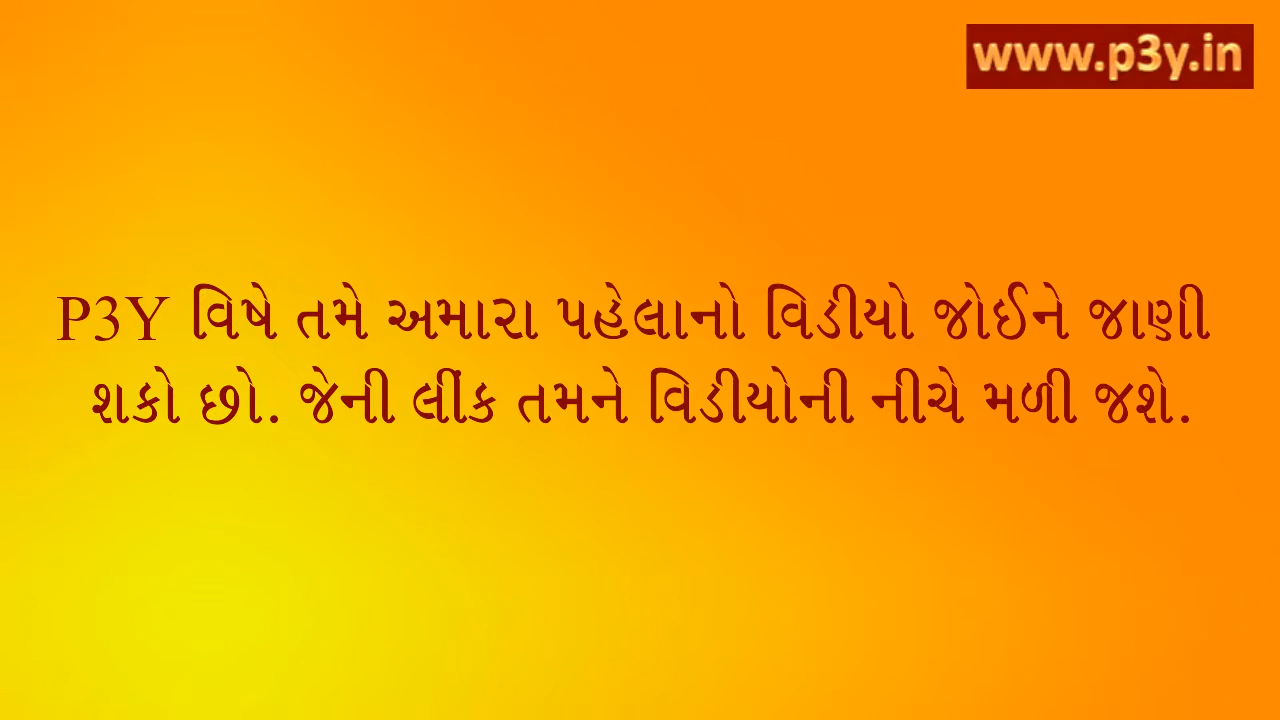 www.p3y.in
P3Y વિષે તમે અમારા પહેલાનો વિડીયો જોઈને જાણી
શકો છો. જેની લીંક તમને વિડીયોની નીચે મળી જશે.